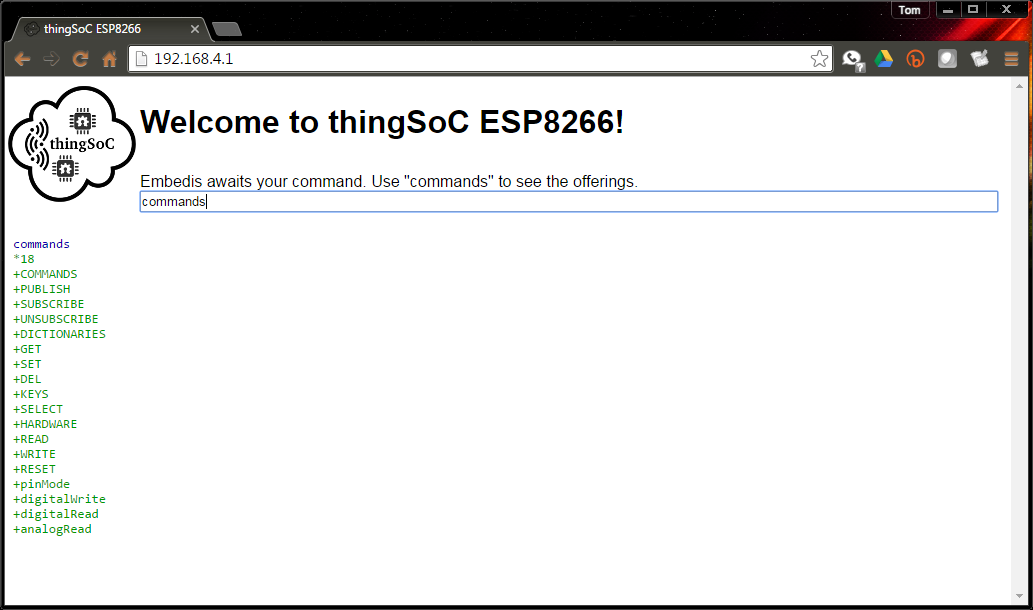 Tom
thingSoC ESP8266
192.168.4.1
thingSoC
Welcome to thingSoC ESP8266!
Embedis awaits your command. Use "commands" to see the offerings.
commands
commands
*18
+COMMANDS
+PUBLISH
+SUBSCRIBE
+UNSUBSCRIBE
+DICTIONARIES
+GET
+SET
+DEL
+KEYS
+SELECT
+HARDWARE
+READ
+WRITE
+RESET
+pinMode
+digitalWrite
+digitalRead
+analogRead